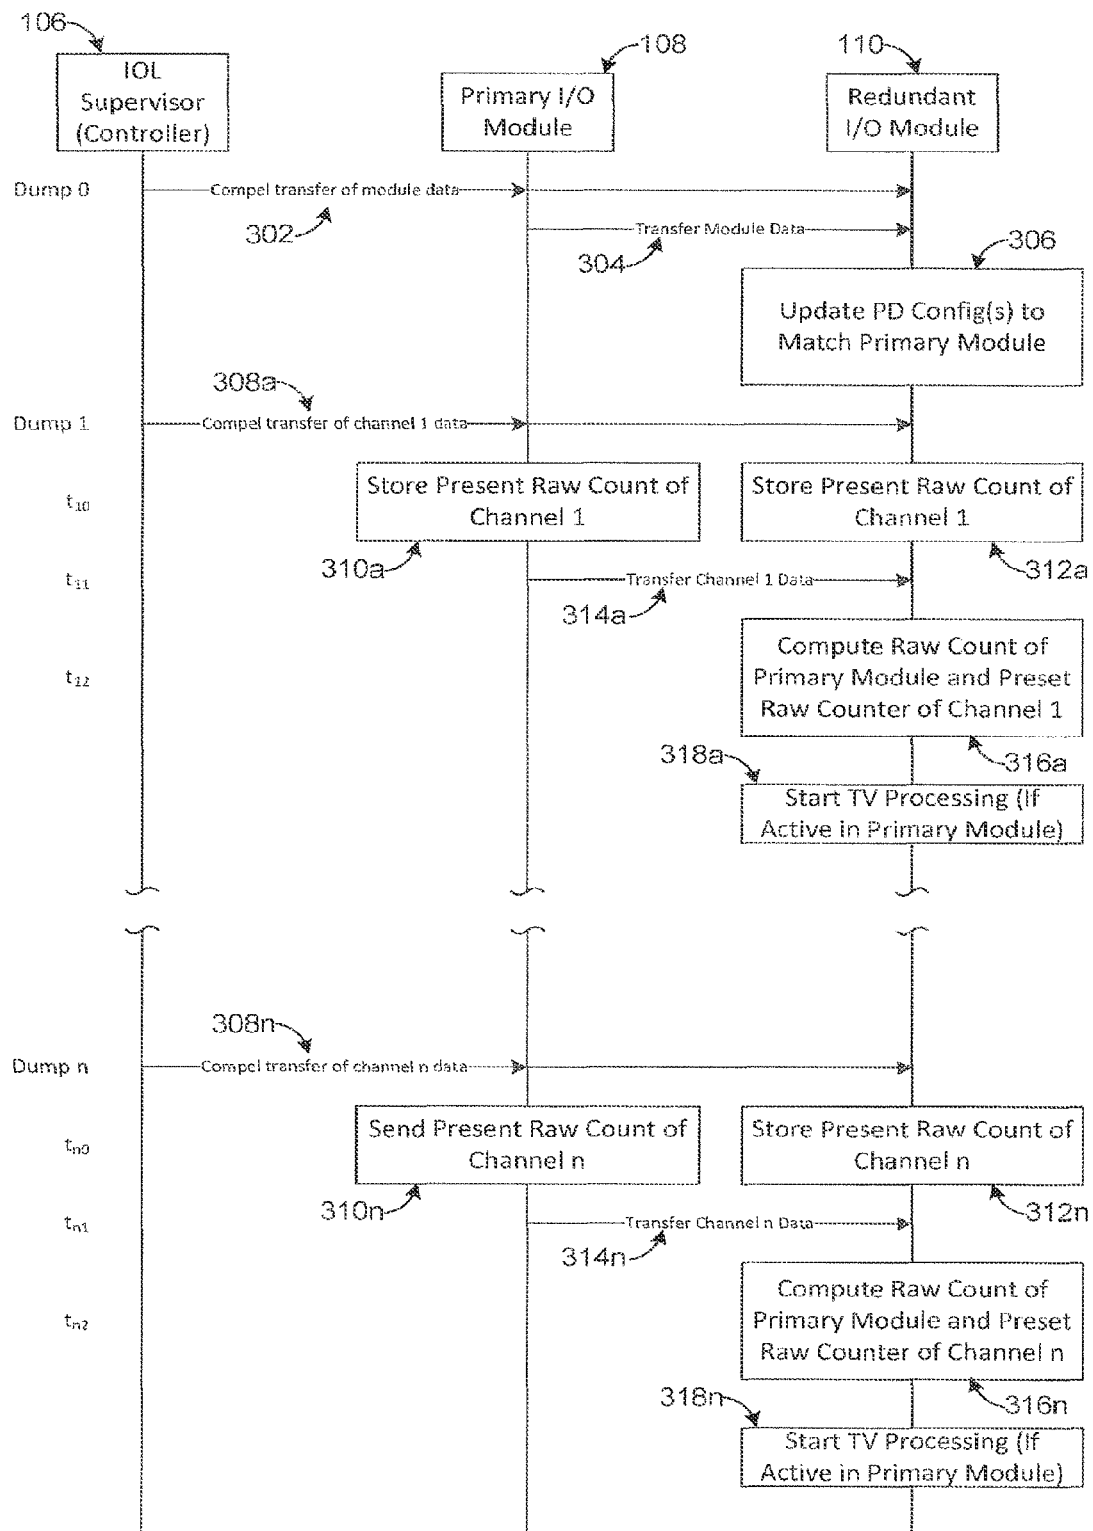 106
108
110
IOL
Supervisor
(Controller)
Primary I/O
Module
Redundant
I/O Module
Dump 0
Compel transfer of module data
302
Transfer Module Data
304
306
Update PD Config(s) to
Match Primary Module
308a
Dump 1
Compel transfer of channel 1 data
t10
Store Present Raw Count of
Channel 1
Store Present Raw Count of
Channel 1
310a
312a
t11
Transfer Channel 1 Data
314a
t12
Compute Raw Count of
Primary Module and Preset
Raw Counter of Channel 1
318a
316a
Start TV Processing (If
Active in Primary Module)
308n
Dump n
Compel transfer of channel n data
tn0
Send Present Raw Count of
Channel n
Store Present Raw Count of
Channel n
310n
312n
tn1
Transfer Channel n Data
314n
tn2
Compute Raw Count of
Primary Module and Preset
Raw Counter of Channel n
318n
316n
Start TV Processing (If
Active in Primary Module)